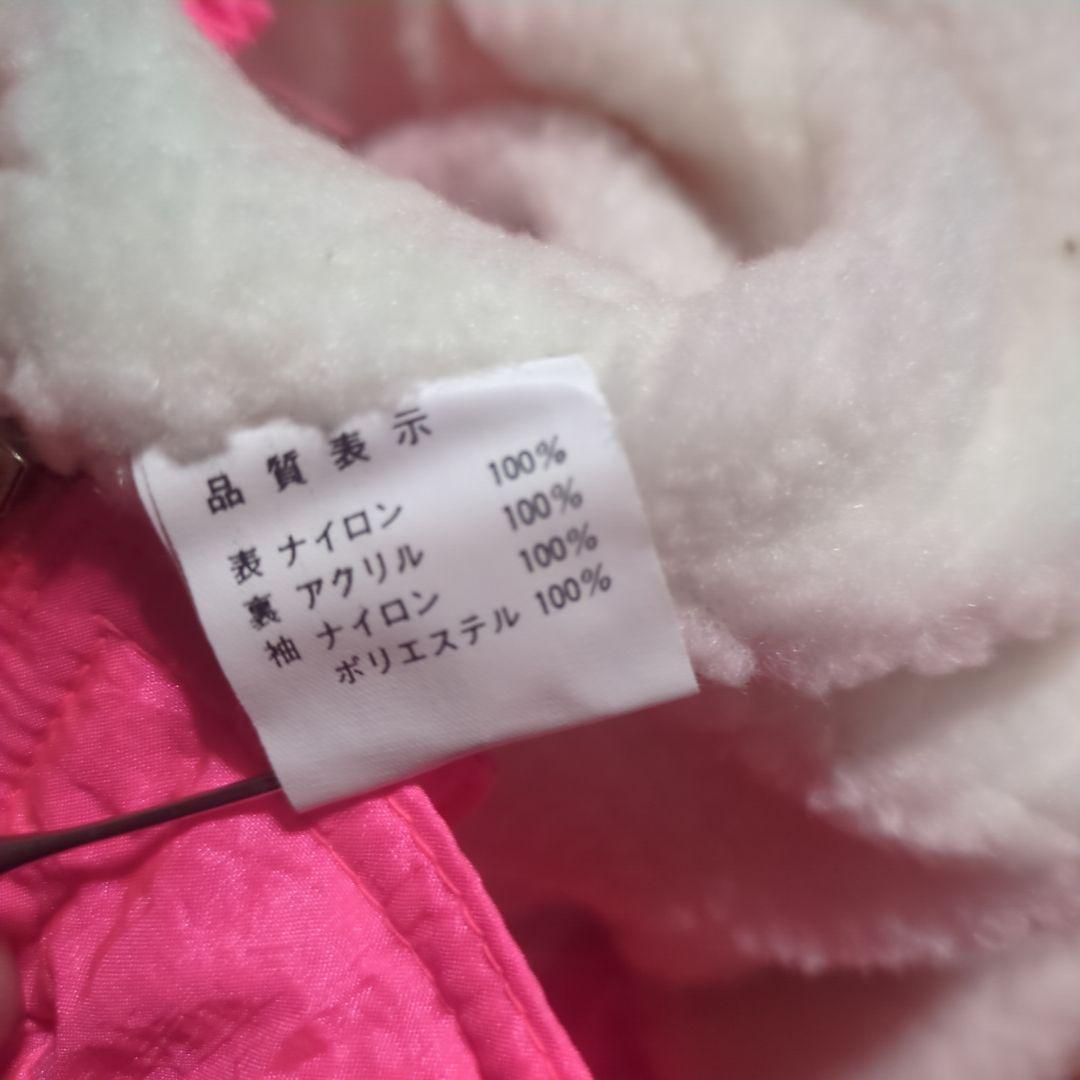 品質表示
表 ナイロン 100%
裏 アクリル 100%
袖 ナイロン 100%
ポリエステル 100%